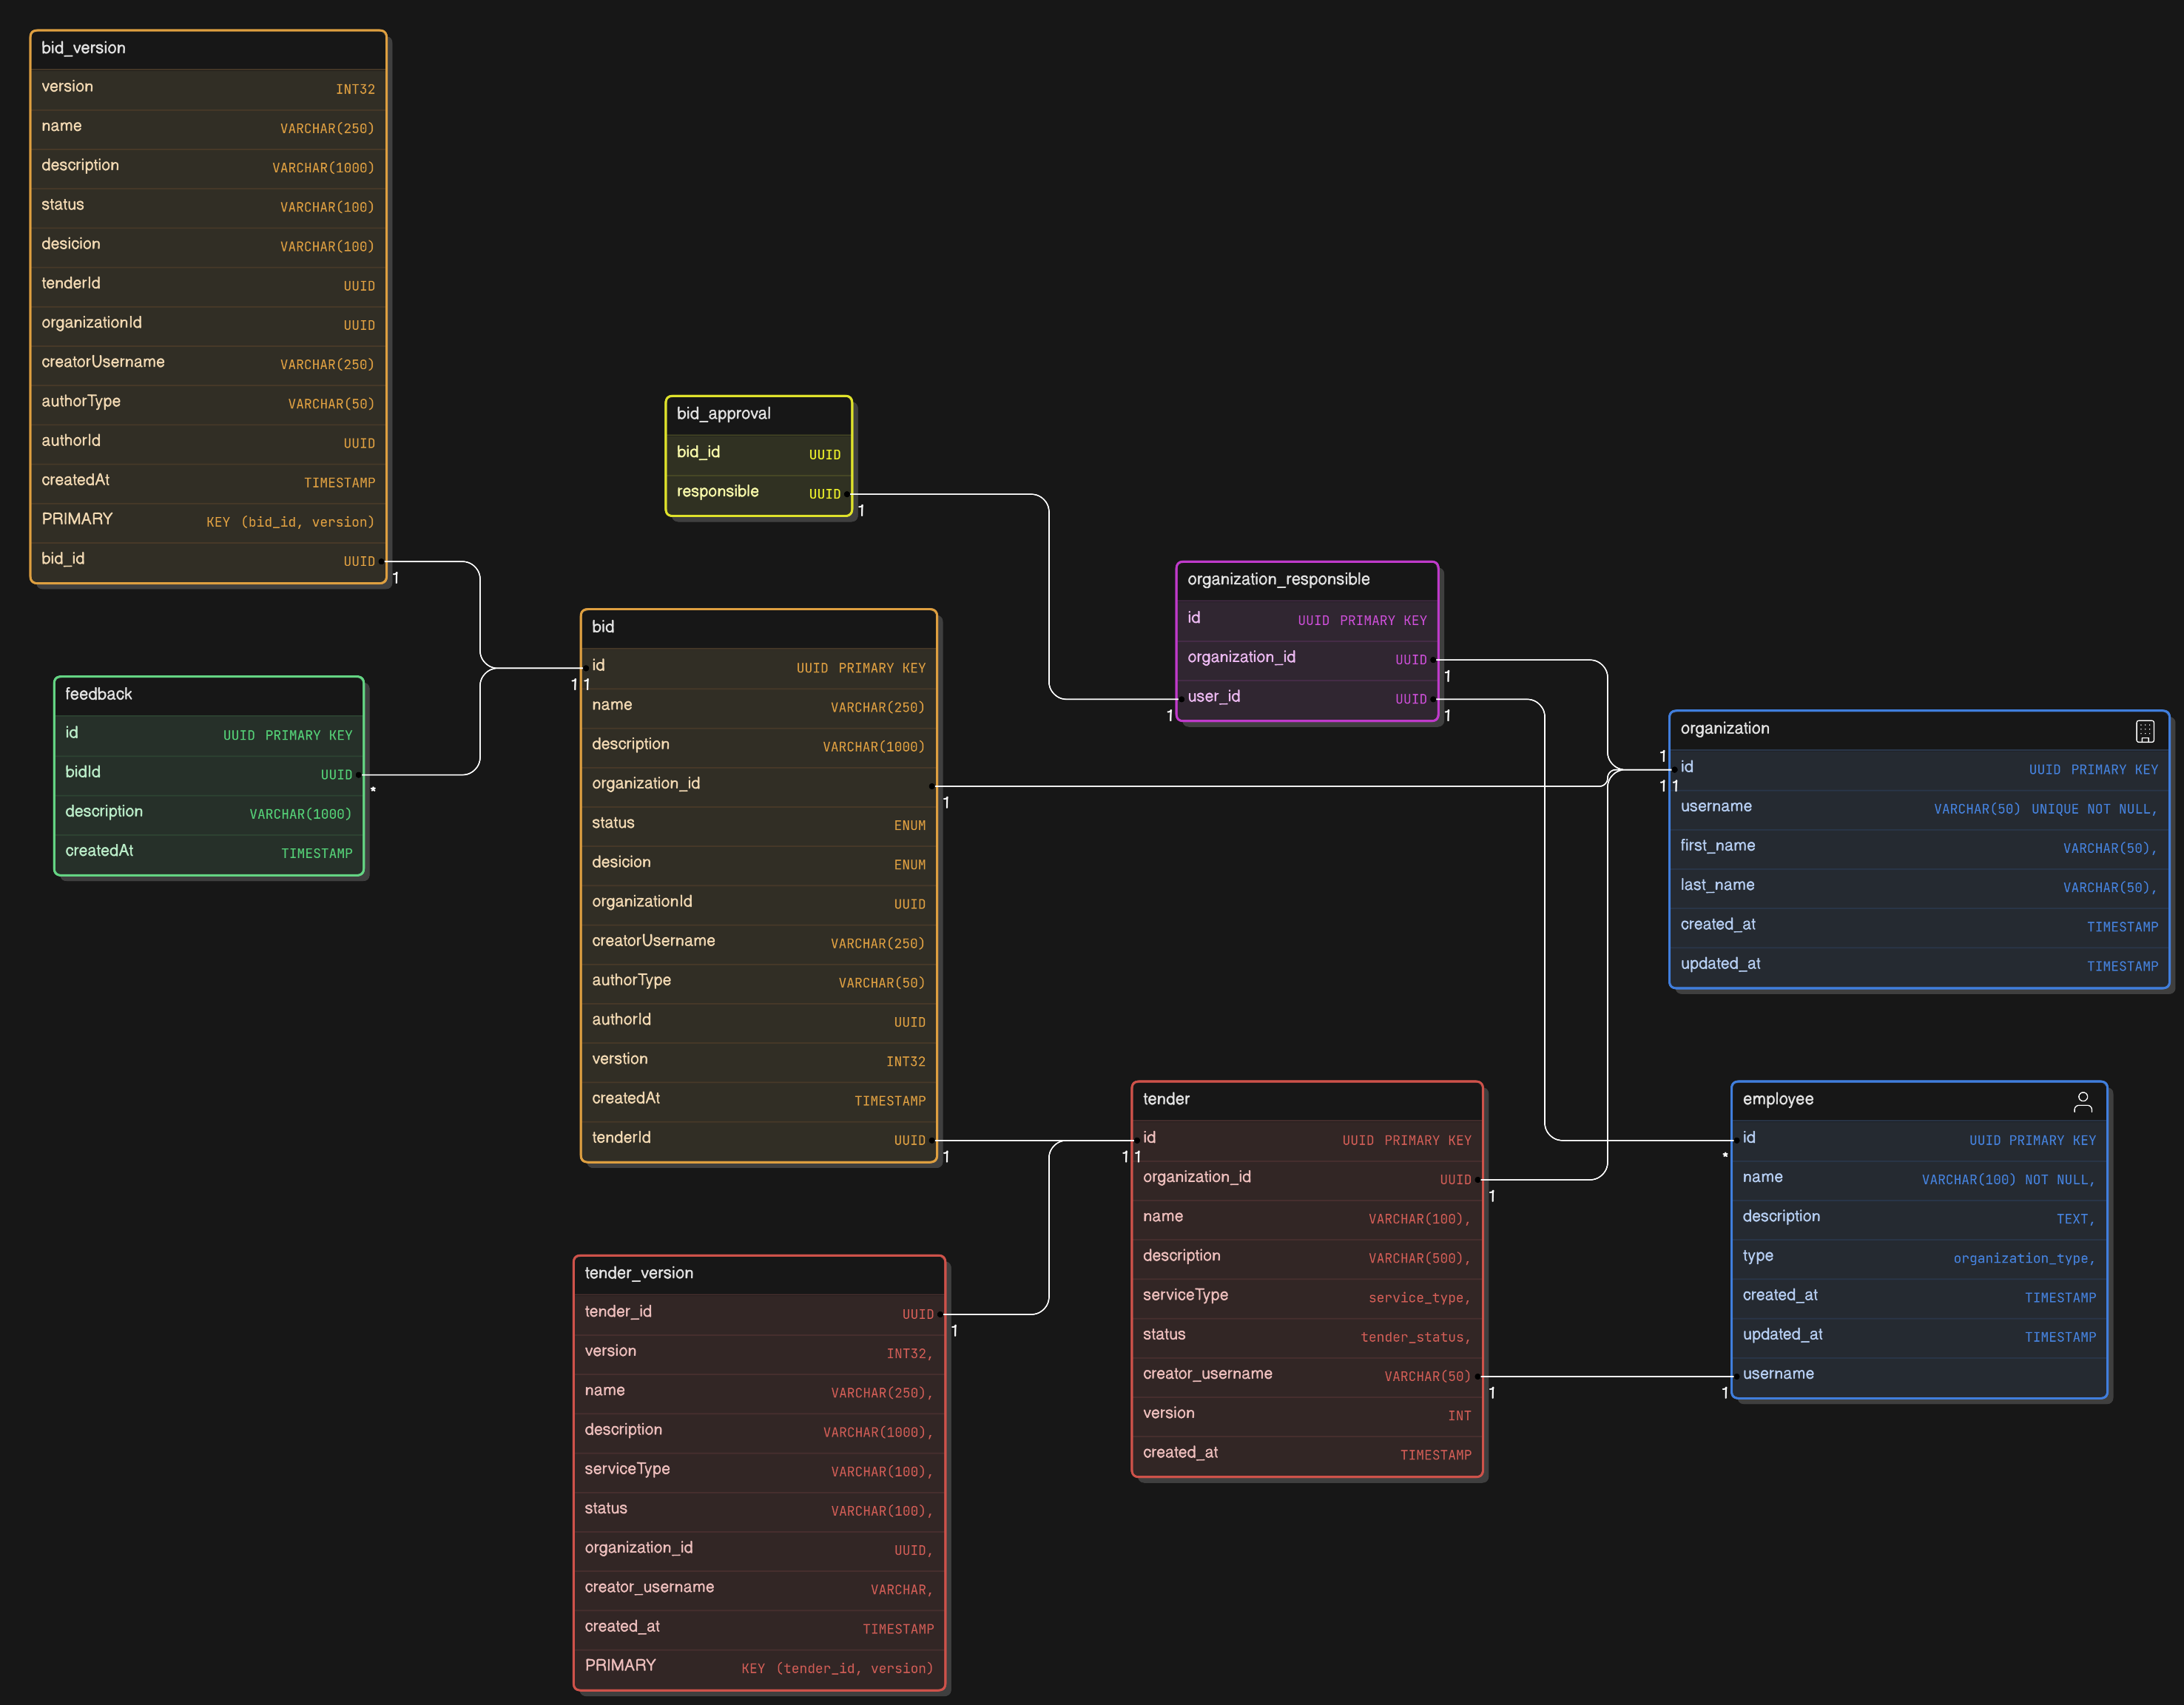 bid_version
version INT32
name VARCHAR(250)
description VARCHAR(1000)
status VARCHAR(100)
desicion VARCHAR(100)
tenderId UUID
organizationId UUID
creatorUsername VARCHAR(250)
authorType VARCHAR(50)
authorId UUID
createdAt TIMESTAMP
PRIMARY KEY (bid_id, version)
bid_id UUID
1
feedback
id UUID PRIMARY KEY
bidId UUID
*
description VARCHAR(1000)
createdAt TIMESTAMP
bid_approval
bid_id UUID
responsible UUID
1
bid
id UUID PRIMARY KEY
1 1
name VARCHAR(250)
description VARCHAR(1000)
organization_id
1
status ENUM
desicion ENUM
organizationId UUID
creatorUsername VARCHAR(250)
authorType VARCHAR(50)
authorId UUID
verstion INT32
createdAt TIMESTAMP
tenderId UUID
1
tender_version
tender_id UUID
1
version INT32,
name VARCHAR(250),
description VARCHAR(1000),
serviceType VARCHAR(100),
status VARCHAR(100),
organization_id UUID,
creator_username VARCHAR,
created_at TIMESTAMP
PRIMARY KEY (tender_id, version)
organization_responsible
id UUID PRIMARY KEY
organization_id UUID
1
user_id UUID
1 1
tender
id UUID PRIMARY KEY
1 1
organization_id UUID
1
name VARCHAR(100),
description VARCHAR(500),
serviceType service_type,
status tender_status,
creator_username VARCHAR(50)
1
version INT
created_at TIMESTAMP
organization
1
id UUID PRIMARY KEY
1 1
username VARCHAR(50) UNIQUE NOT NULL,
first_name VARCHAR(50),
last_name VARCHAR(50),
created_at TIMESTAMP
updated_at TIMESTAMP
employee
id UUID PRIMARY KEY
*
name VARCHAR(100) NOT NULL,
description TEXT,
type organization_type,
created_at TIMESTAMP
updated_at TIMESTAMP
username
1